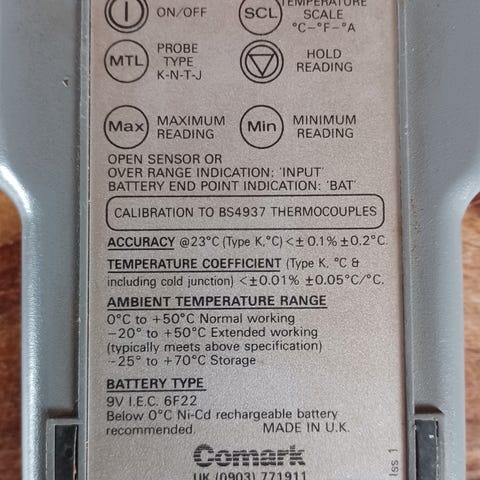 I
ON/OFF
SCL
TEMPERATURE
SCALE
°C–°F–°A
MTL
PROBE
TYPE
K-N-T-J
HOLD
READING
Max
MAXIMUM
READING
Min
MINIMUM
READING
OPEN SENSOR OR
OVER RANGE INDICATION: 'INPUT'
BATTERY END POINT INDICATION: 'BAT'
CALIBRATION TO BS4937 THERMOCOUPLES
ACCURACY @23°C (Type K,°C) <± 0.1% ± 0.2°C.
TEMPERATURE COEFFICIENT (Type K, °C &
including cold junction) <±0.01% ±0.05°C/°C.
AMBIENT TEMPERATURE RANGE
0°C to +50°C Normal working
–20° to +50°C Extended working
(typically meets above specification)
–25° to +70°C Storage
BATTERY TYPE
9V I.E.C. 6F22
Below 0°C Ni-Cd rechargeable battery
recommended. MADE IN U.K.
Comark
UK (0903) 771911
Iss 1